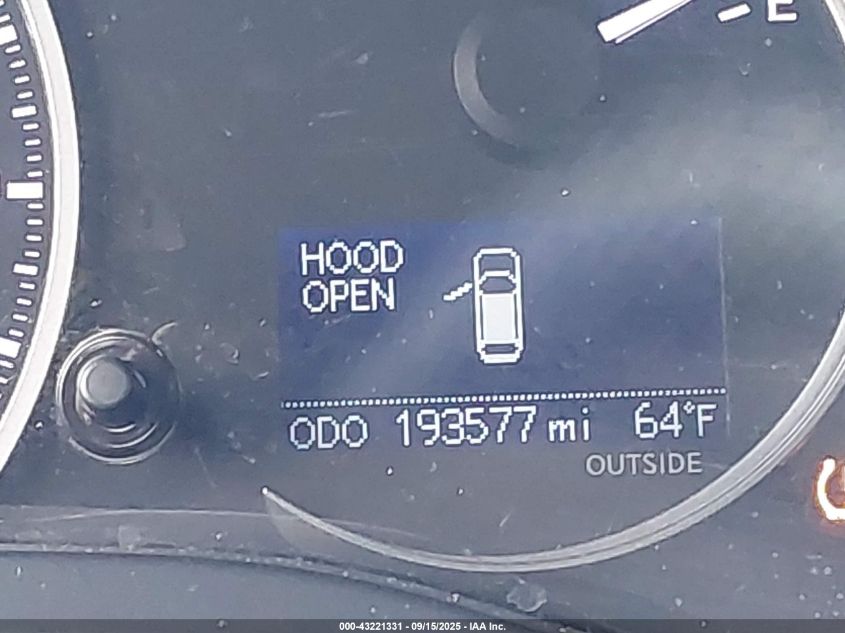 E
HOOD
OPEN
ODO 193577 mi 64°F
OUTSIDE
000-43221331 - 09/15/2025 - IAA Inc.